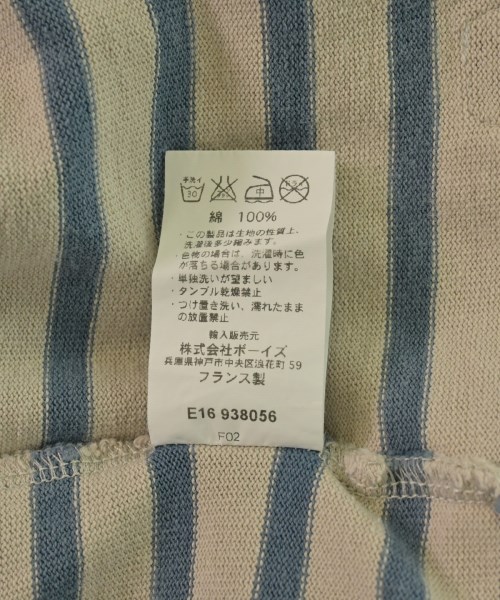 手洗イ
30
中
綿 100%
・この製品は生地の性質上、
洗濯後多少縮みます。
・色物の場合は、洗濯時に色
が落ちる場合があります。
・単独洗いが望ましい
・タンブル乾燥禁止
・つけ置き洗い、濡れたまま
の放置禁止
輸入販売元
株式会社ボーイズ
兵庫県神戸市中央区浪花町 59
フランス製
E16 938056
F02